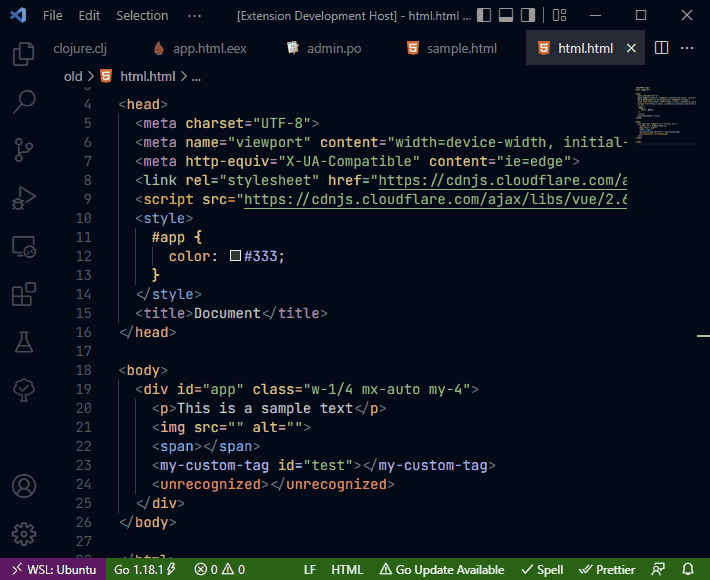 File Edit Selection ··· [Extension Development Host] - html.html ...
clojure.clj app.html.eex admin.po sample.html html.html
old > html.html > ...
4 <head>
5 <meta charset="UTF-8">
6 <meta name="viewport" content="width=device-width, initial-
7 <meta http-equiv="X-UA-Compatible" content="ie=edge">
8 <link rel="stylesheet" href="https://cdnjs.cloudflare.com/a
9 <script src="https://cdnjs.cloudflare.com/ajax/libs/vue/2.6
10 <style>
11 #app {
12 color: #333;
13 }
14 </style>
15 <title>Document</title>
16 </head>
17
18 <body>
19 <div id="app" class="w-1/4 mx-auto my-4">
20 <p>This is a sample text</p>
21 <img src="" alt="">
22 <span></span>
23 <my-custom-tag id="test"></my-custom-tag>
24 <unrecognized></unrecognized>
25 </div>
26 </body>
27
28 </html>
WSL: Ubuntu Go 1.18.1 0 0 LF HTML Go Update Available Spell Prettier